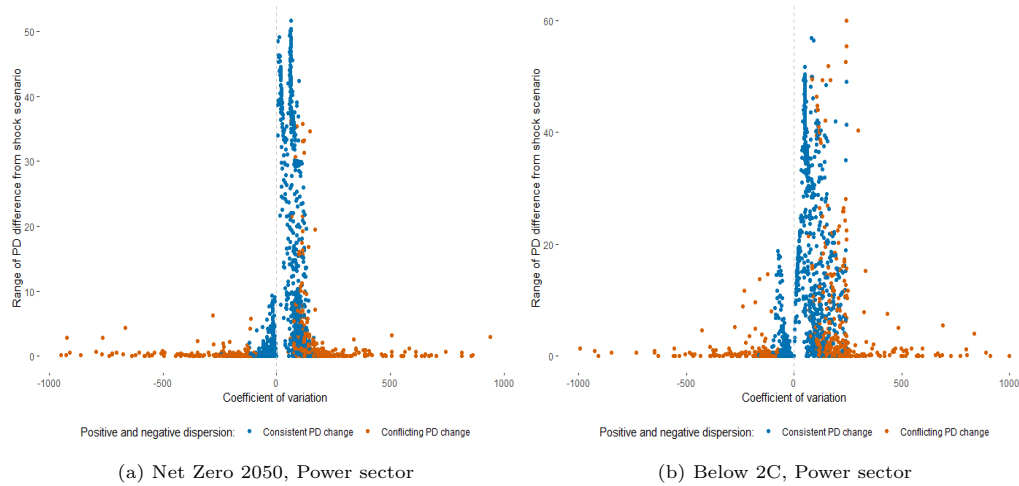 Range of PD difference from shock scenario
50
40
30
20
10
0
-1000
-500
0
500
1000
Coefficient of variation
Positive and negative dispersion: Consistent PD change Conflicting PD change
(a) Net Zero 2050, Power sector
Range of PD difference from shock scenario
60
40
20
0
-1000
-500
0
500
1000
Coefficient of variation
Positive and negative dispersion: Consistent PD change Conflicting PD change
(b) Below 2C, Power sector